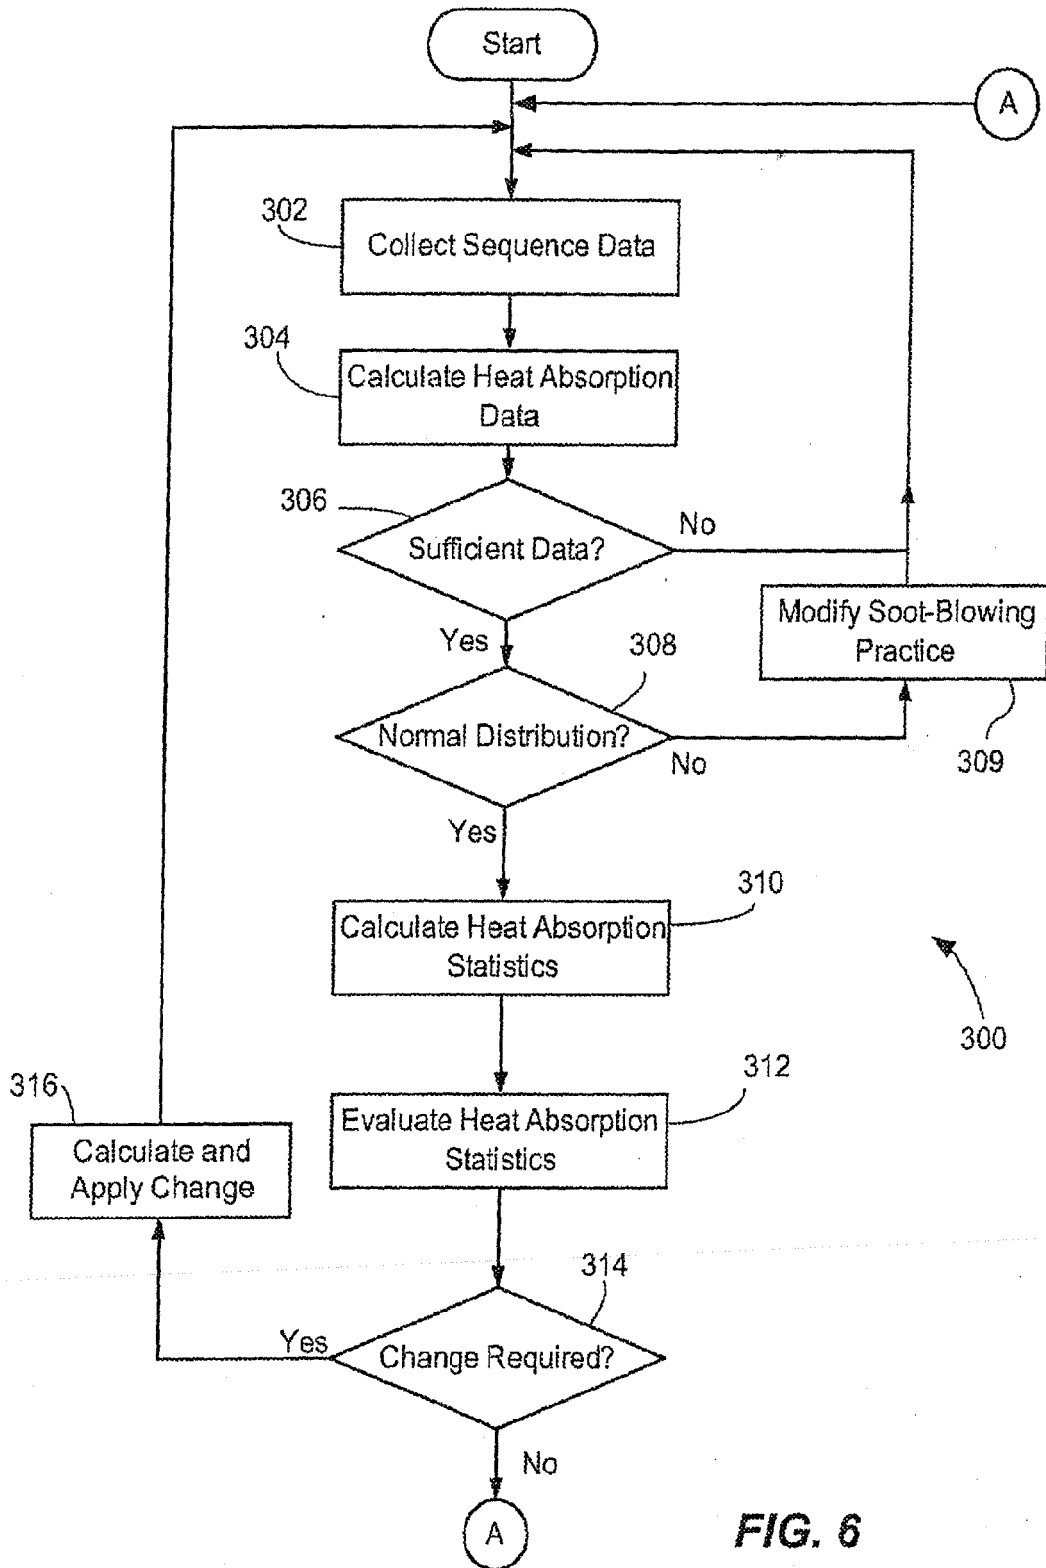 Start
A
302
Collect Sequence Data
304
Calculate Heat Absorption
Data
306
Sufficient Data?
No
Yes
Modify Soot-Blowing
Practice
309
308
Normal Distribution?
No
Yes
310
Calculate Heat Absorption
Statistics
300
312
Evaluate Heat Absorption
Statistics
316
Calculate and
Apply Change
314
Change Required?
Yes
No
A
FIG. 6